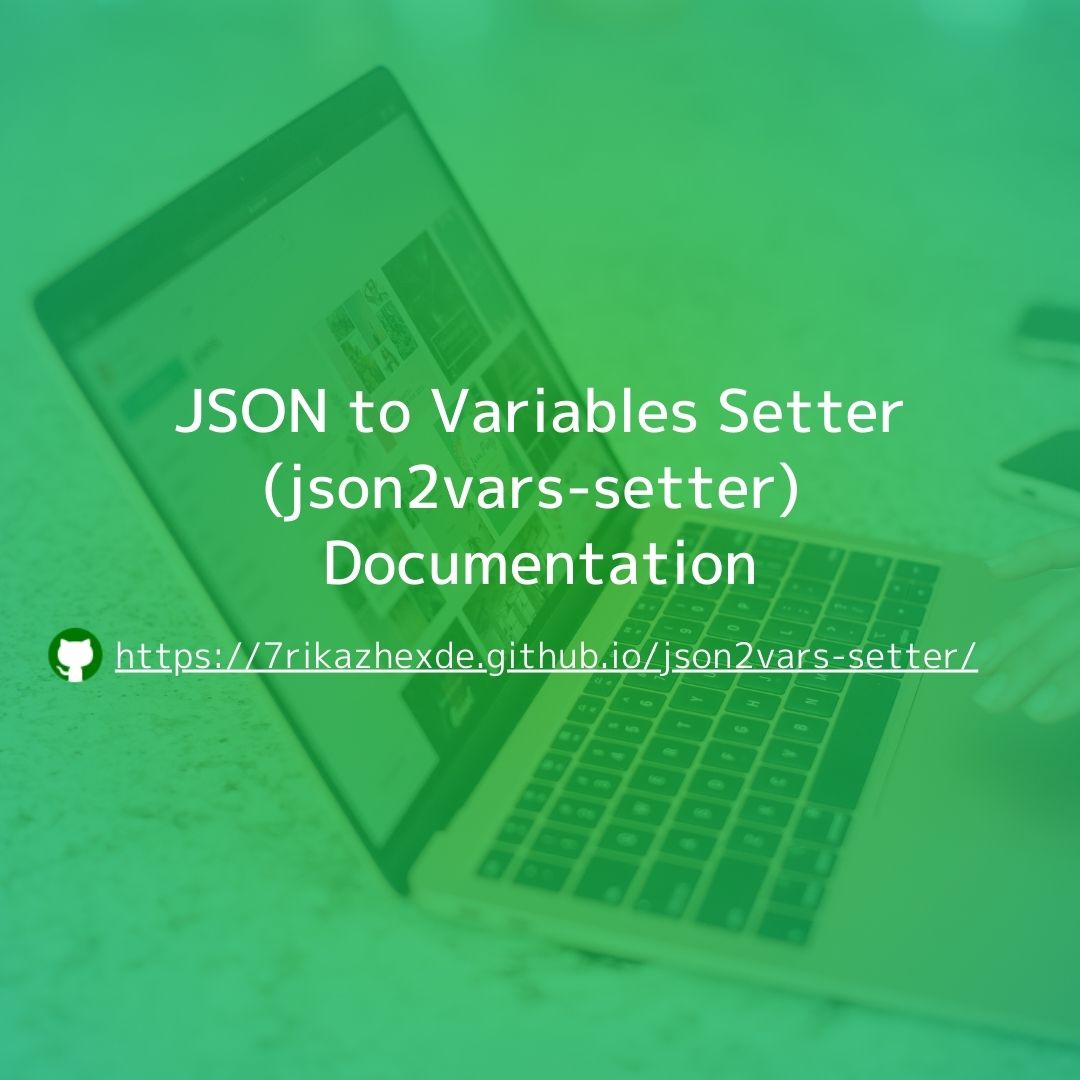 JSON to Variables Setter
(json2vars-setter)
Documentation
https://7rikazhexde.github.io/json2vars-setter/